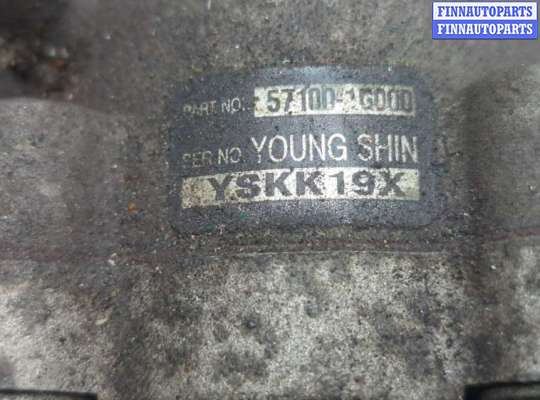 FINNAUTOPARTS
FINNAUTOPARTS
PART NO. 57100-1G000
SER NO. YOUNG SHIN
YSKK19X